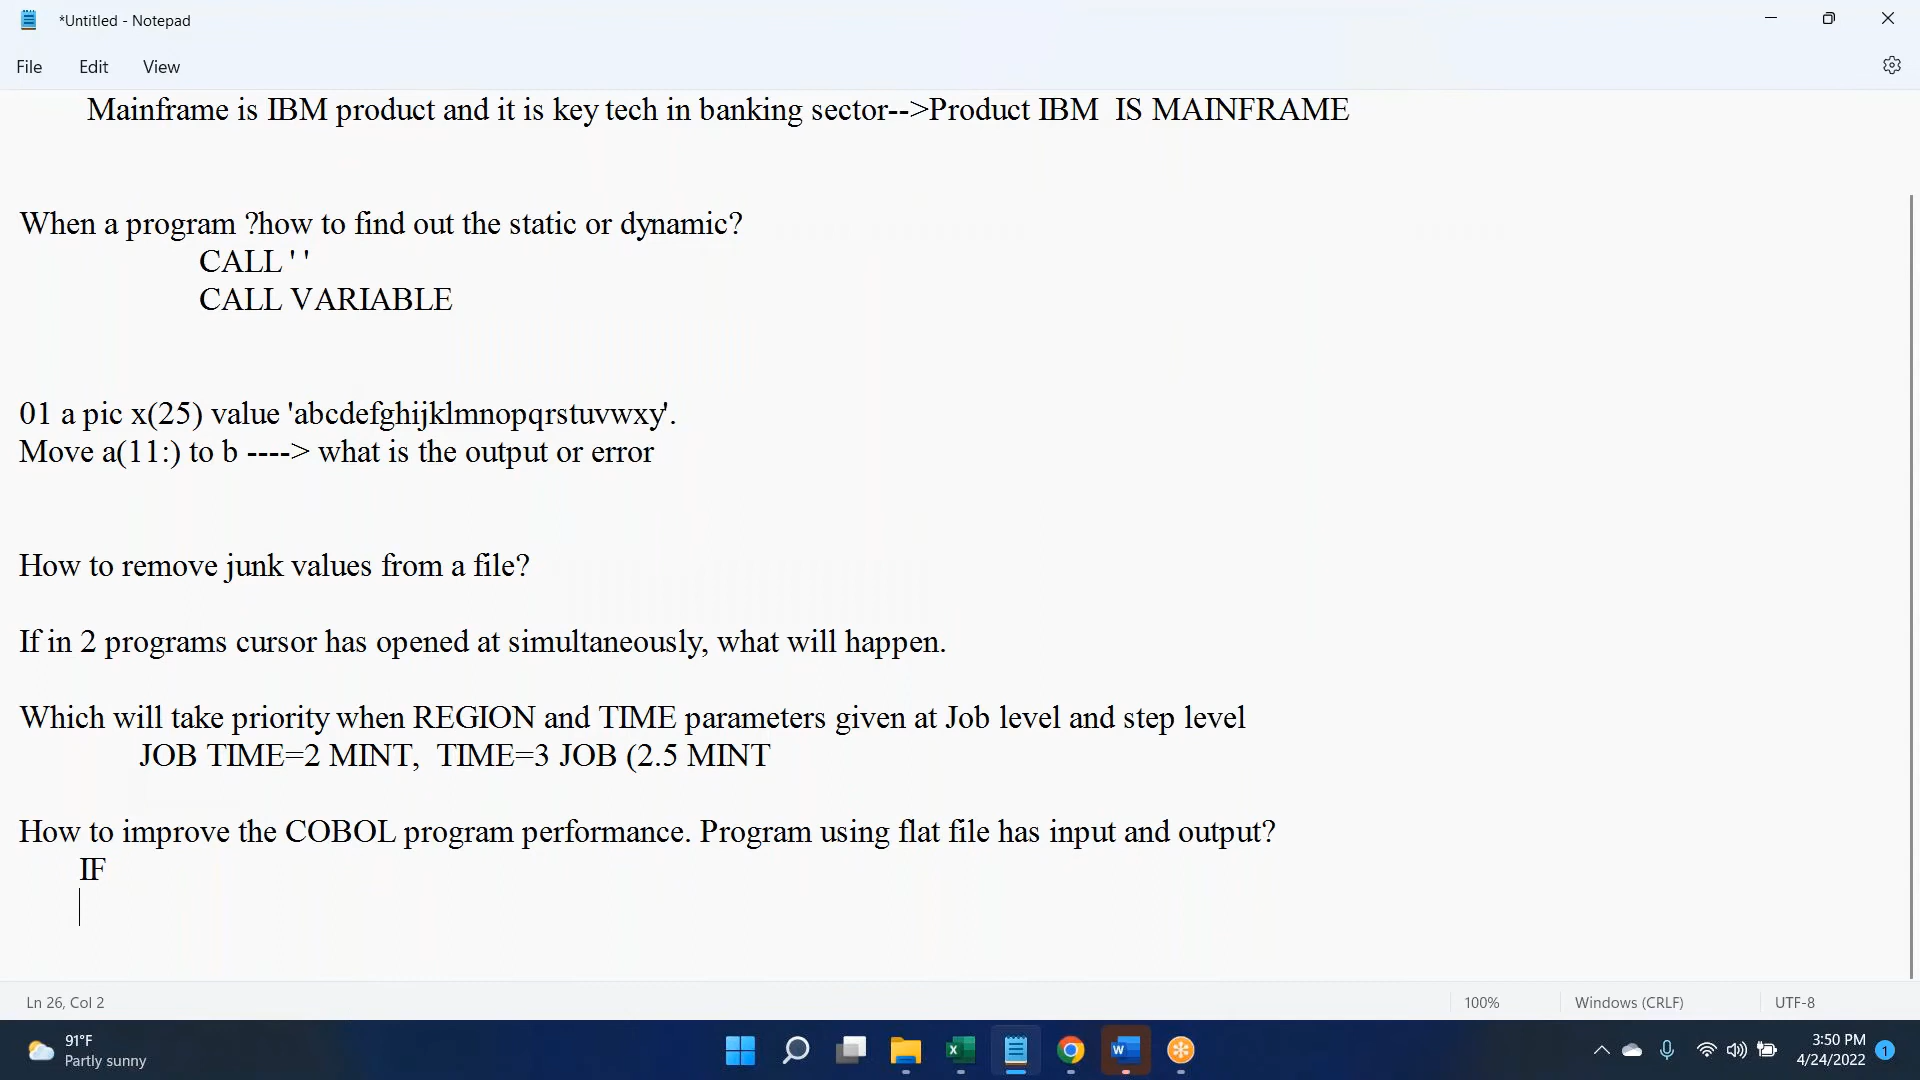 *Untitled - Notepad
File Edit View
Mainframe is IBM product and it is key tech in banking sector-->Product IBM  IS MAINFRAME
When a program ?how to find out the static or dynamic?
CALL ' '
CALL VARIABLE
01 a pic x(25) value 'abcdefghijklmnopqrstuvwxy'.
Move a(11:) to b ----> what is the output or error
How to remove junk values from a file?
If in 2 programs cursor has opened at simultaneously, what will happen.
Which will take priority when REGION and TIME parameters given at Job level and step level
JOB TIME=2 MINT,  TIME=3 JOB (2.5 MINT
How to improve the COBOL program performance. Program using flat file has input and output?
IF
Ln 26, Col 2 100% Windows (CRLF) UTF-8
91°F
Partly sunny
3:50 PM
4/24/2022 1